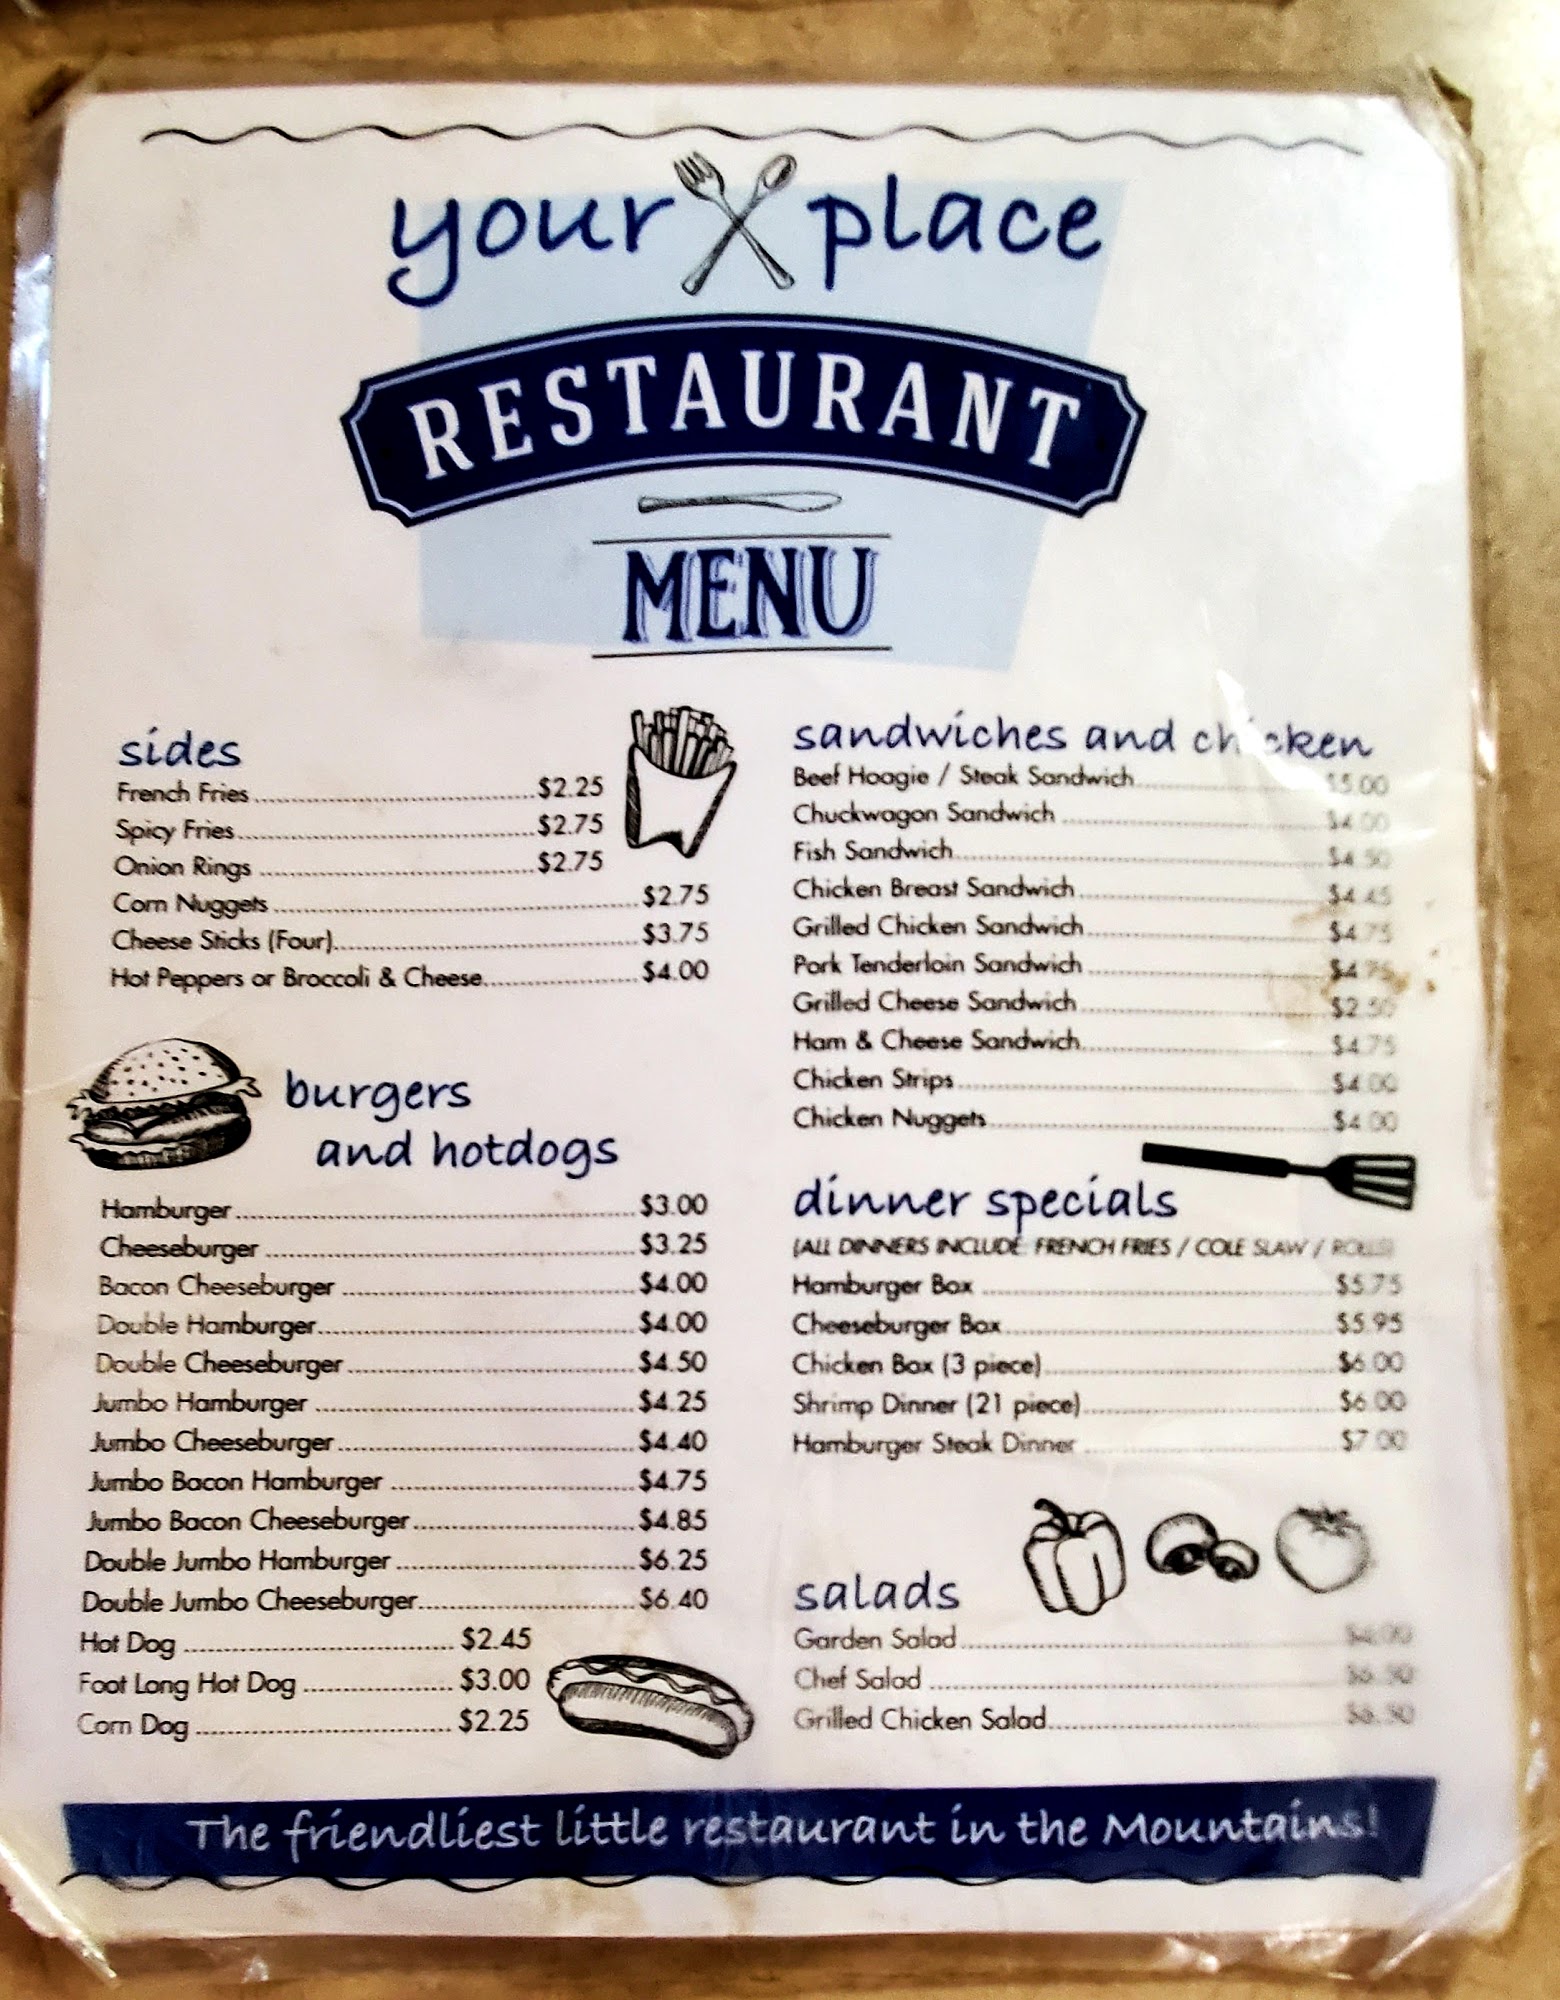 your place
RESTAURANT
MENU
sides
French Fries $2.25
Spicy Fries $2.75
Onion Rings $2.75
Corn Nuggets $2.75
Cheese Sticks (Four) $3.75
Hot Peppers or Broccoli & Cheese $4.00
burgers
and hotdogs
Hamburger $3.00
Cheeseburger $3.25
Bacon Cheeseburger $4.00
Double Hamburger $4.00
Double Cheeseburger $4.50
Jumbo Hamburger $4.25
Jumbo Cheeseburger $4.40
Jumbo Bacon Hamburger $4.75
Jumbo Bacon Cheeseburger $4.85
Double Jumbo Hamburger $6.25
Double Jumbo Cheeseburger $6.40
Hot Dog $2.45
Foot Long Hot Dog $3.00
Corn Dog $2.25
sandwiches and chicken
Beef Hoagie / Steak Sandwich $5.00
Chuckwagon Sandwich $4.00
Fish Sandwich $4.50
Chicken Breast Sandwich $4.45
Grilled Chicken Sandwich $4.75
Pork Tenderloin Sandwich $4.75
Grilled Cheese Sandwich $2.50
Ham & Cheese Sandwich $4.75
Chicken Strips $4.00
Chicken Nuggets $4.00
dinner specials
(ALL DINNERS INCLUDE: FRENCH FRIES / COLE SLAW / ROLLS)
Hamburger Box $5.75
Cheeseburger Box $5.95
Chicken Box (3 piece) $6.00
Shrimp Dinner (21 piece) $6.00
Hamburger Steak Dinner $7.00
salads
Garden Salad
Chef Salad $6.50
Grilled Chicken Salad $6.50
The friendliest little restaurant in the Mountains!